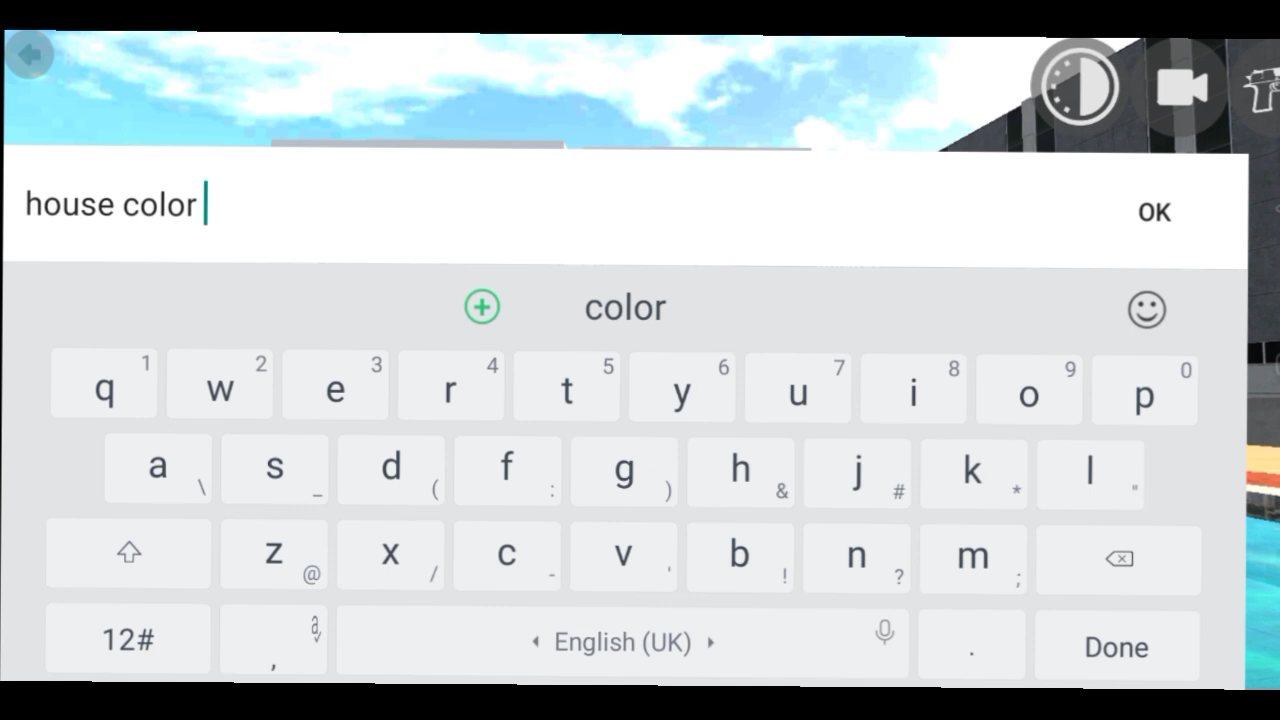 house color
OK
color
q 1 w 2 e 3 r 4 t 5 y 6 u 7 i 8 o 9 p 0
a \ s _ d ( f : g ) h & j # k * l "
z @ x / c - v ' b ! n ? m ;
12# , English (UK) . Done